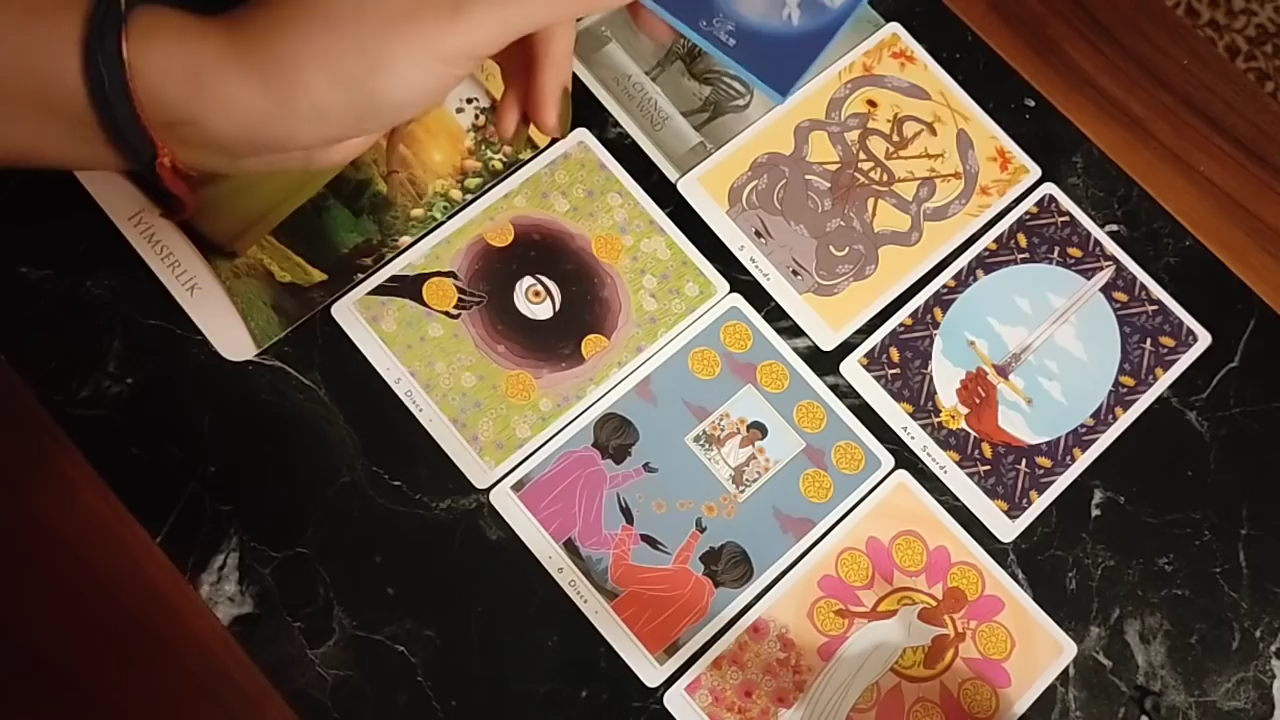 İYİMSERLİK
A CHANGE
IN THE WIND
5 Wands
• 5 Discs •
Ace Swords
• 6 Discs •